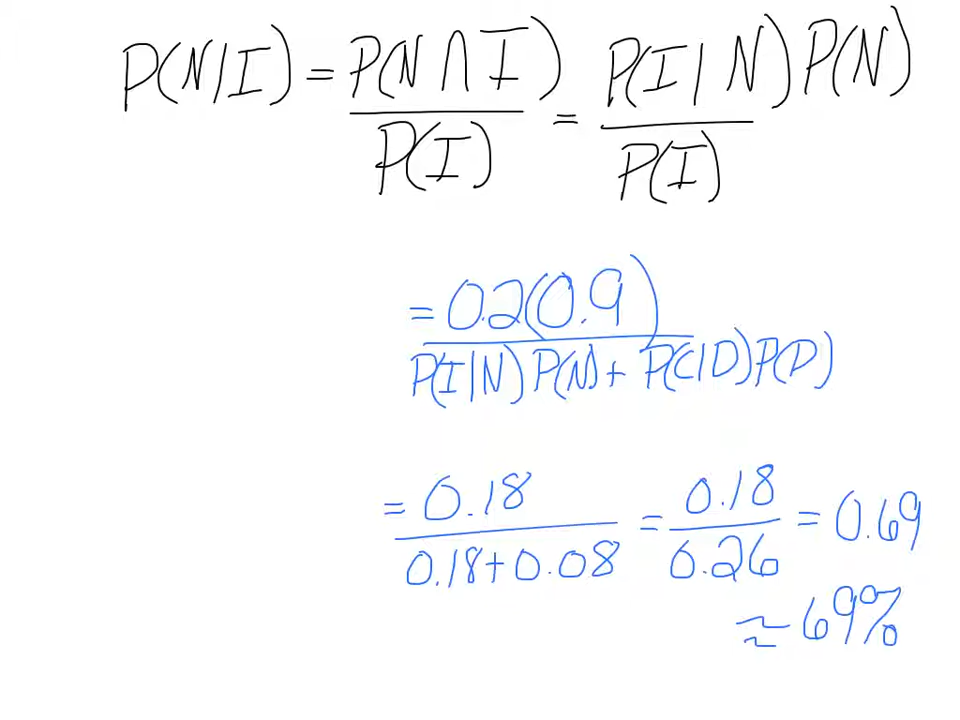 P(N|I) = P(N ∩ I) / P(I) = P(I|N)P(N) / P(I)
= 0.2(0.9) / P(I|N)P(N) + P(C|D)P(D)
= 0.18 / 0.18+0.08 = 0.18 / 0.26 = 0.69
≈ 69%